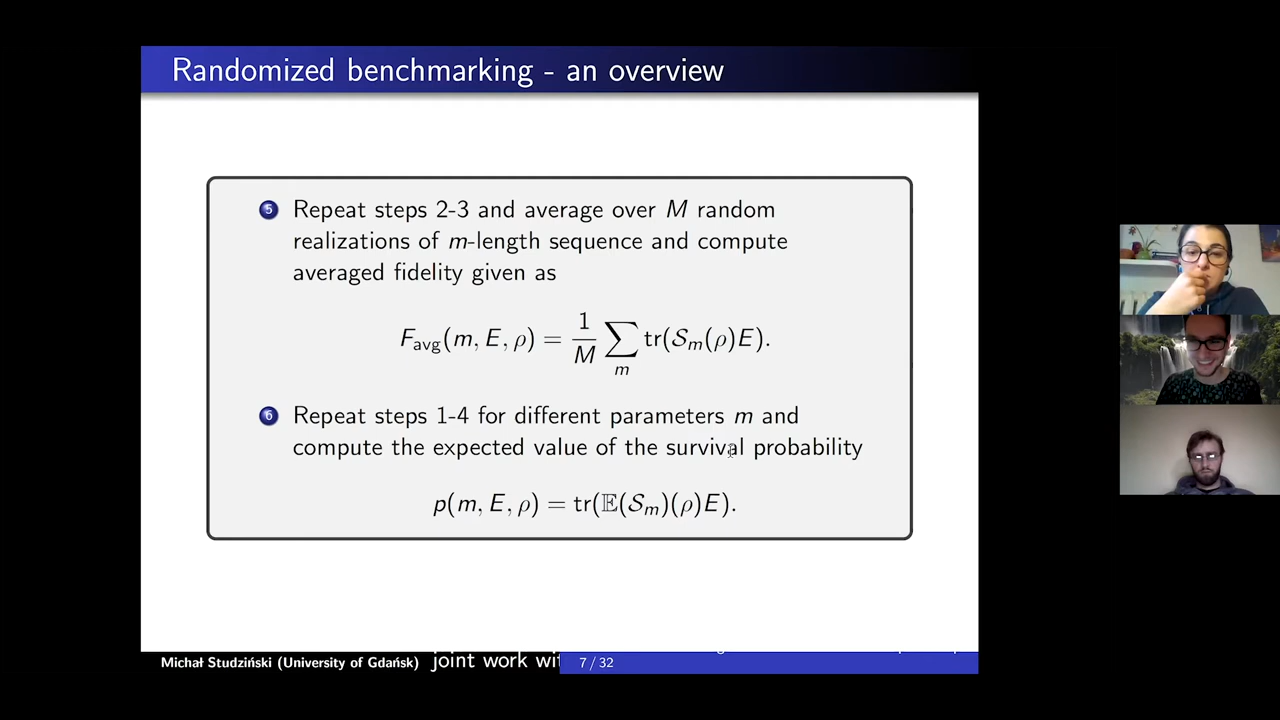 Randomized benchmarking - an overview
5 Repeat steps 2-3 and average over M random
realizations of m-length sequence and compute
averaged fidelity given as
F_avg(m, E, ρ) = 1/M ∑_m tr(𝒮_m(ρ)E).
6 Repeat steps 1-4 for different parameters m and
compute the expected value of the survival probability
p(m, E, ρ) = tr(𝔼(𝒮_m)(ρ)E).
Michał Studziński (University of Gdańsk) joint work wit 7 / 32